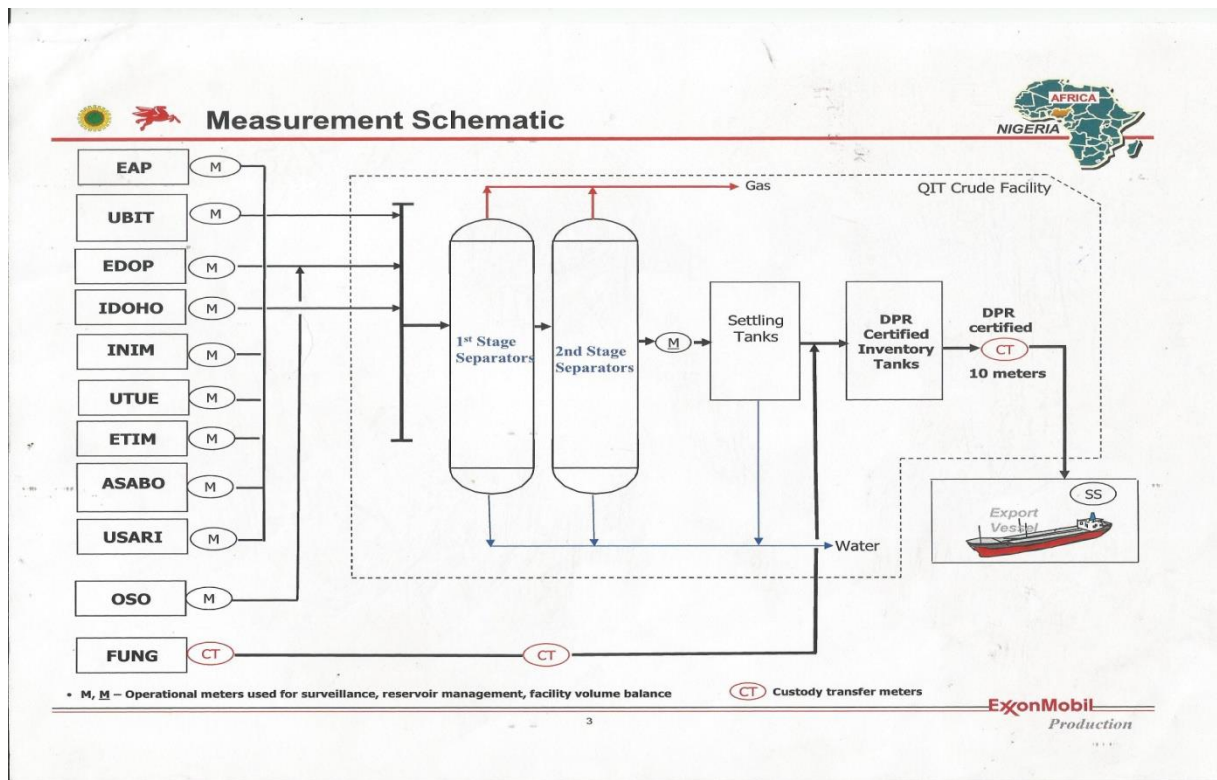 Measurement Schematic
AFRICA
NIGERIA
EAP M
UBIT M
EDOP M
IDOHO M
INIM M
UTUE M
ETIM M
ASABO M
USARI M
OSO M
FUNG CT
CT
Gas
QIT Crude Facility
1st Stage
Separators
2nd Stage
Separators
M
Settling
Tanks
DPR
Certified
Inventory
Tanks
DPR
certified
CT
10 meters
SS
Export
Vessel
Water
• M, M – Operational meters used for surveillance, reservoir management, facility volume balance
CT Custody transfer meters
3
ExxonMobil
Production